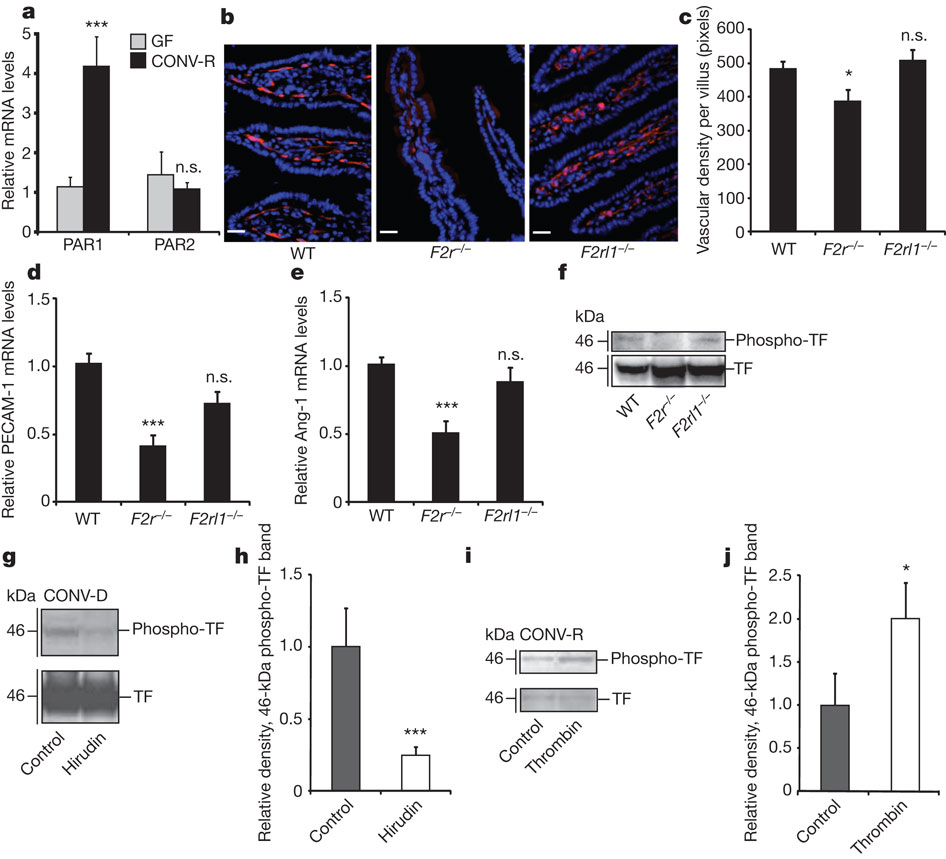 a
Relative mRNA levels
5
4
3
2
1
0
***
n.s.
GF
CONV-R
PAR1
PAR2
b
WT
F2r–/–
F2rl1–/–
c
Vascular density per villus (pixels)
600
500
400
300
200
100
0
*
n.s.
WT
F2r–/–
F2rl1–/–
d
Relative PECAM-1 mRNA levels
1.5
1.0
0.5
0
***
n.s.
WT
F2r–/–
F2rl1–/–
e
Relative Ang-1 mRNA levels
1.5
1.0
0.5
0
***
n.s.
WT
F2r–/–
F2rl1–/–
f
kDa
46
Phospho-TF
46
TF
WT
F2r–/–
F2rl1–/–
g
kDa CONV-D
46
Phospho-TF
46
TF
Control
Hirudin
h
Relative density, 46-kDa phospho-TF band
1.5
1.0
0.5
0
***
Control
Hirudin
i
kDa CONV-R
46
Phospho-TF
46
TF
Control
Thrombin
j
Relative density, 46-kDa phospho-TF band
2.5
2.0
1.5
1.0
0.5
0
*
Control
Thrombin